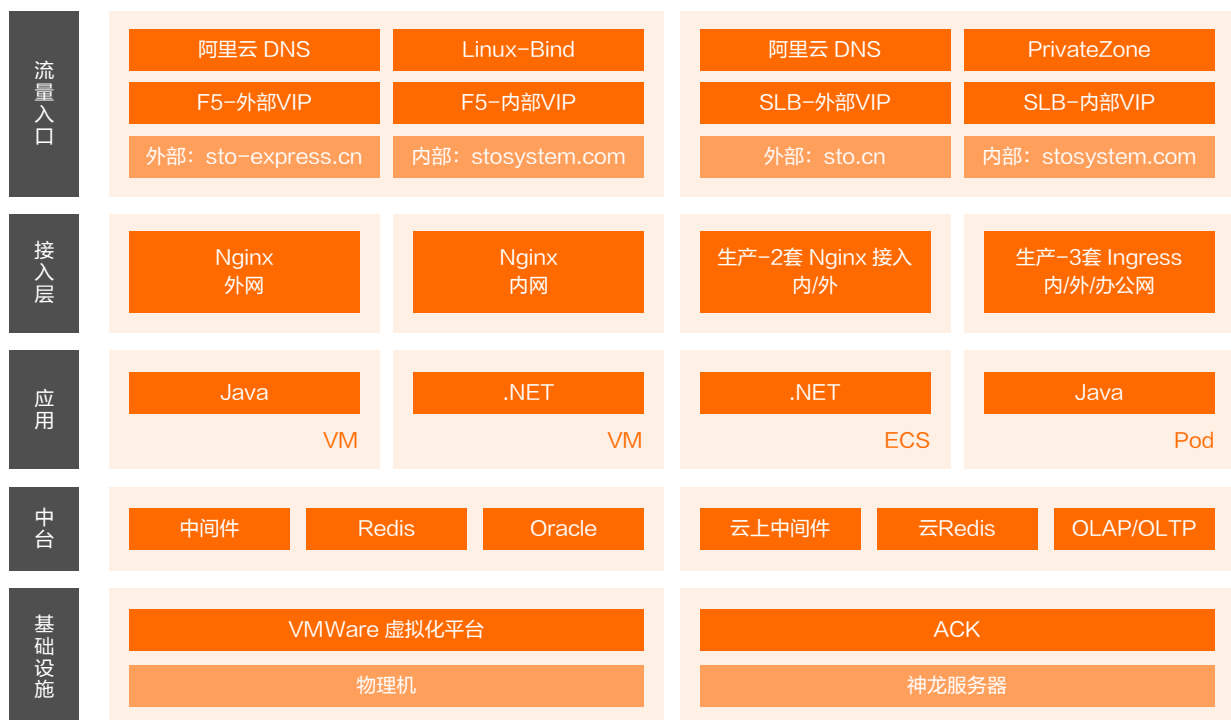 流量入口
阿里云 DNS
Linux-Bind
F5-外部VIP
F5-内部VIP
外部：sto-express.cn
内部：stosystem.com
阿里云 DNS
PrivateZone
SLB-外部VIP
SLB-内部VIP
外部：sto.cn
内部：stosystem.com
接入层
Nginx
外网
Nginx
内网
生产-2套 Nginx 接入
内/外
生产-3套 Ingress
内/外/办公网
应用
Java
VM
.NET
VM
.NET
ECS
Java
Pod
中台
中间件
Redis
Oracle
云上中间件
云Redis
OLAP/OLTP
基础设施
VMWare 虚拟化平台
物理机
ACK
神龙服务器